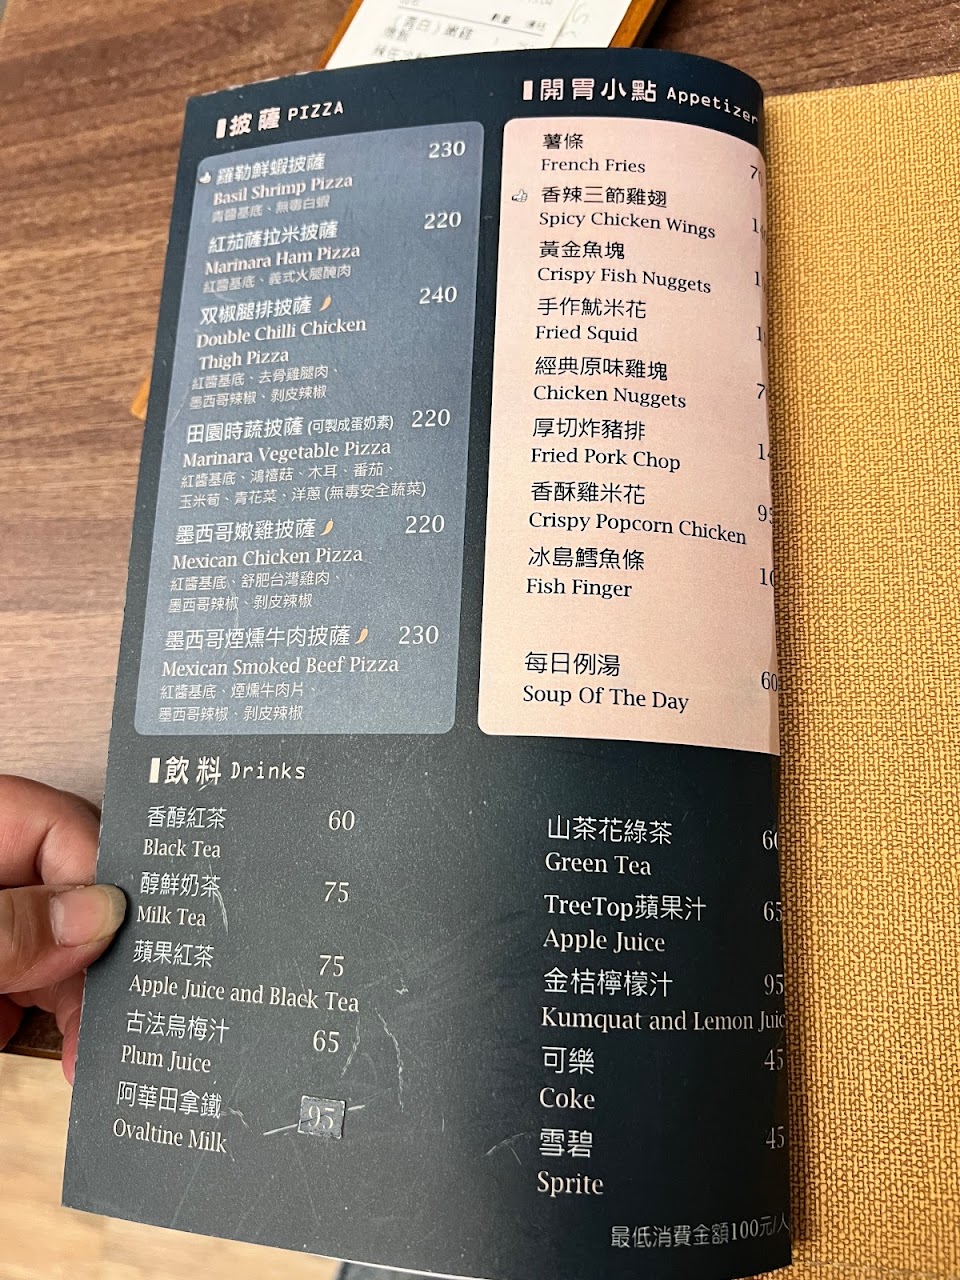 披薩 PIZZA
羅勒鮮蝦披薩 230
Basil Shrimp Pizza
青醬基底、無毒白蝦
紅茄薩拉米披薩 220
Marinara Ham Pizza
紅醬基底、義式火腿醃肉
双椒腿排披薩 240
Double Chilli Chicken
Thigh Pizza
紅醬基底、去骨雞腿肉、
墨西哥辣椒、剝皮辣椒
田園時蔬披薩 (可製成蛋奶素) 220
Marinara Vegetable Pizza
紅醬基底、鴻禧菇、木耳、番茄、
玉米筍、青花菜、洋蔥 (無毒安全蔬菜)
墨西哥嫩雞披薩 220
Mexican Chicken Pizza
紅醬基底、舒肥台灣雞肉、
墨西哥辣椒、剝皮辣椒
墨西哥煙燻牛肉披薩 230
Mexican Smoked Beef Pizza
紅醬基底、煙燻牛肉片、
墨西哥辣椒、剝皮辣椒
開胃小點 Appetizer
薯條
French Fries
香辣三節雞翅
Spicy Chicken Wings
黃金魚塊
Crispy Fish Nuggets
手作魷米花
Fried Squid
經典原味雞塊
Chicken Nuggets
厚切炸豬排
Fried Pork Chop
香酥雞米花
Crispy Popcorn Chicken
冰島鱈魚條
Fish Finger
每日例湯 60
Soup Of The Day
飲料 Drinks
香醇紅茶 60
Black Tea
醇鮮奶茶 75
Milk Tea
蘋果紅茶 75
Apple Juice and Black Tea
古法烏梅汁 65
Plum Juice
阿華田拿鐵 95
Ovaltine Milk
山茶花綠茶 60
Green Tea
TreeTop蘋果汁 65
Apple Juice
金桔檸檬汁 95
Kumquat and Lemon Juic
可樂 45
Coke
雪碧 45
Sprite
最低消費金額100元/人